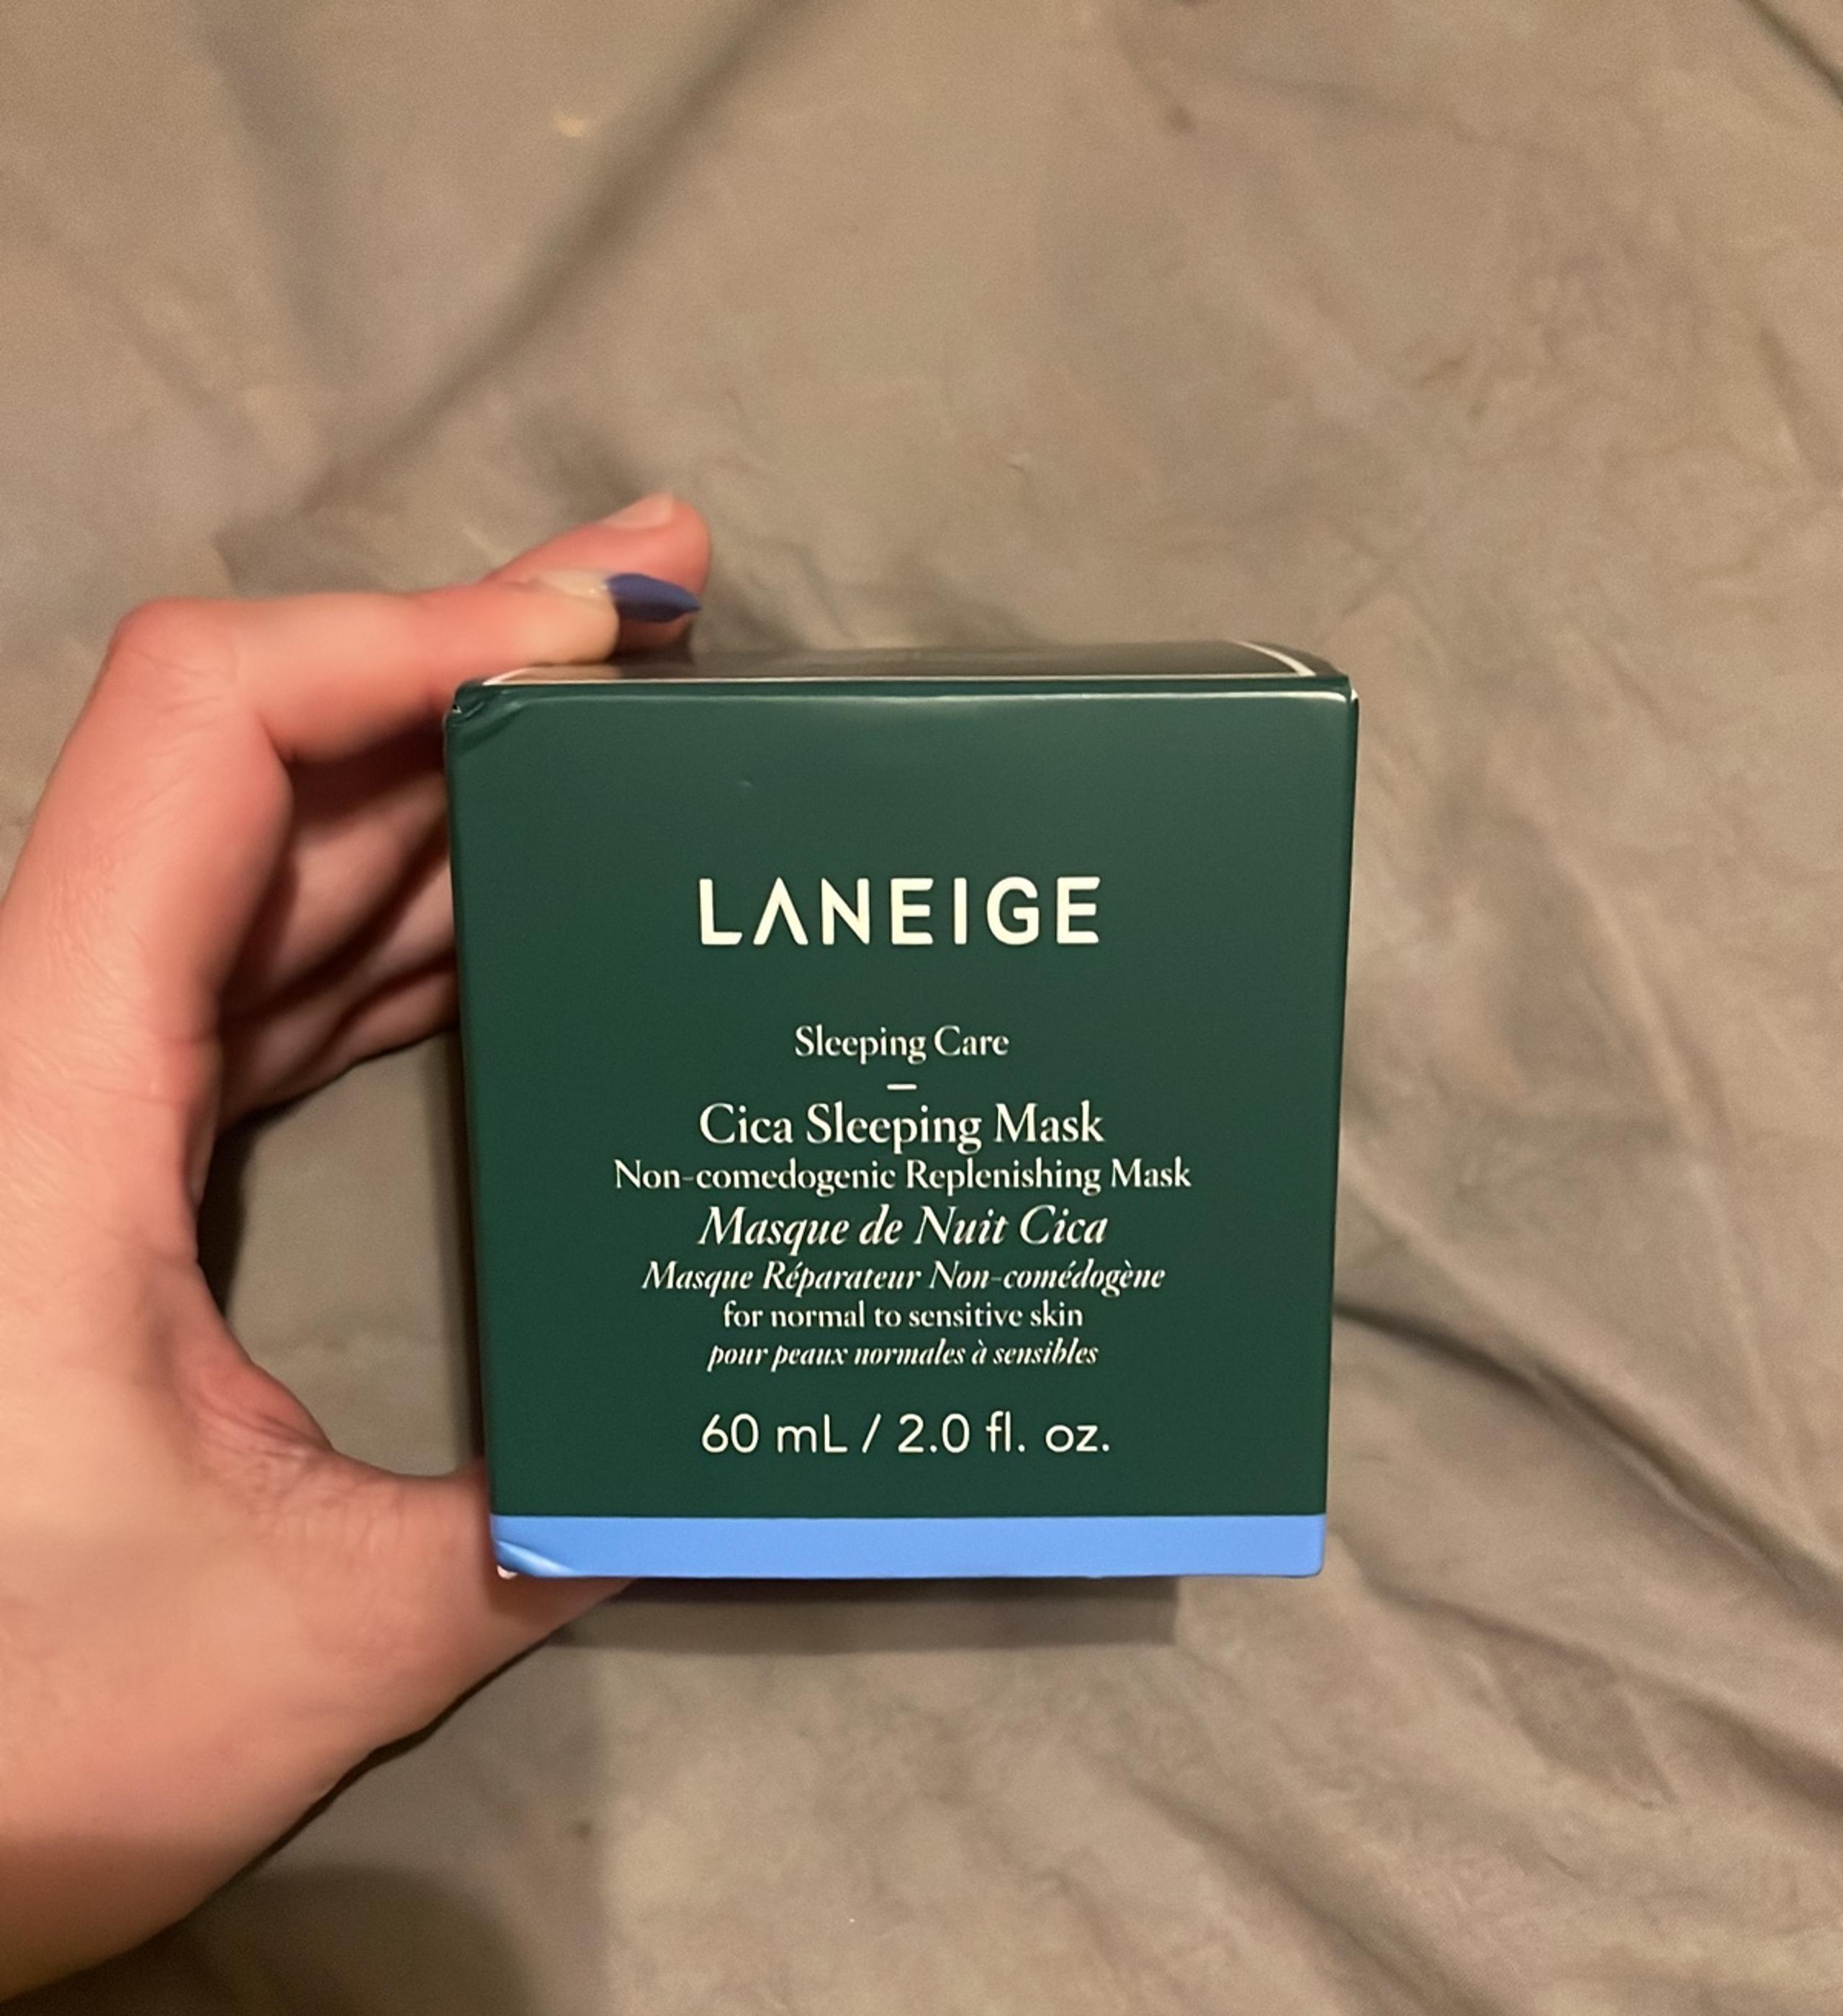 LANEIGE
Sleeping Care
Cica Sleeping Mask
Non-comedogenic Replenishing Mask
Masque de Nuit Cica
Masque Réparateur Non-comédogène
for normal to sensitive skin
pour peaux normales à sensibles
60 mL / 2.0 fl. oz.